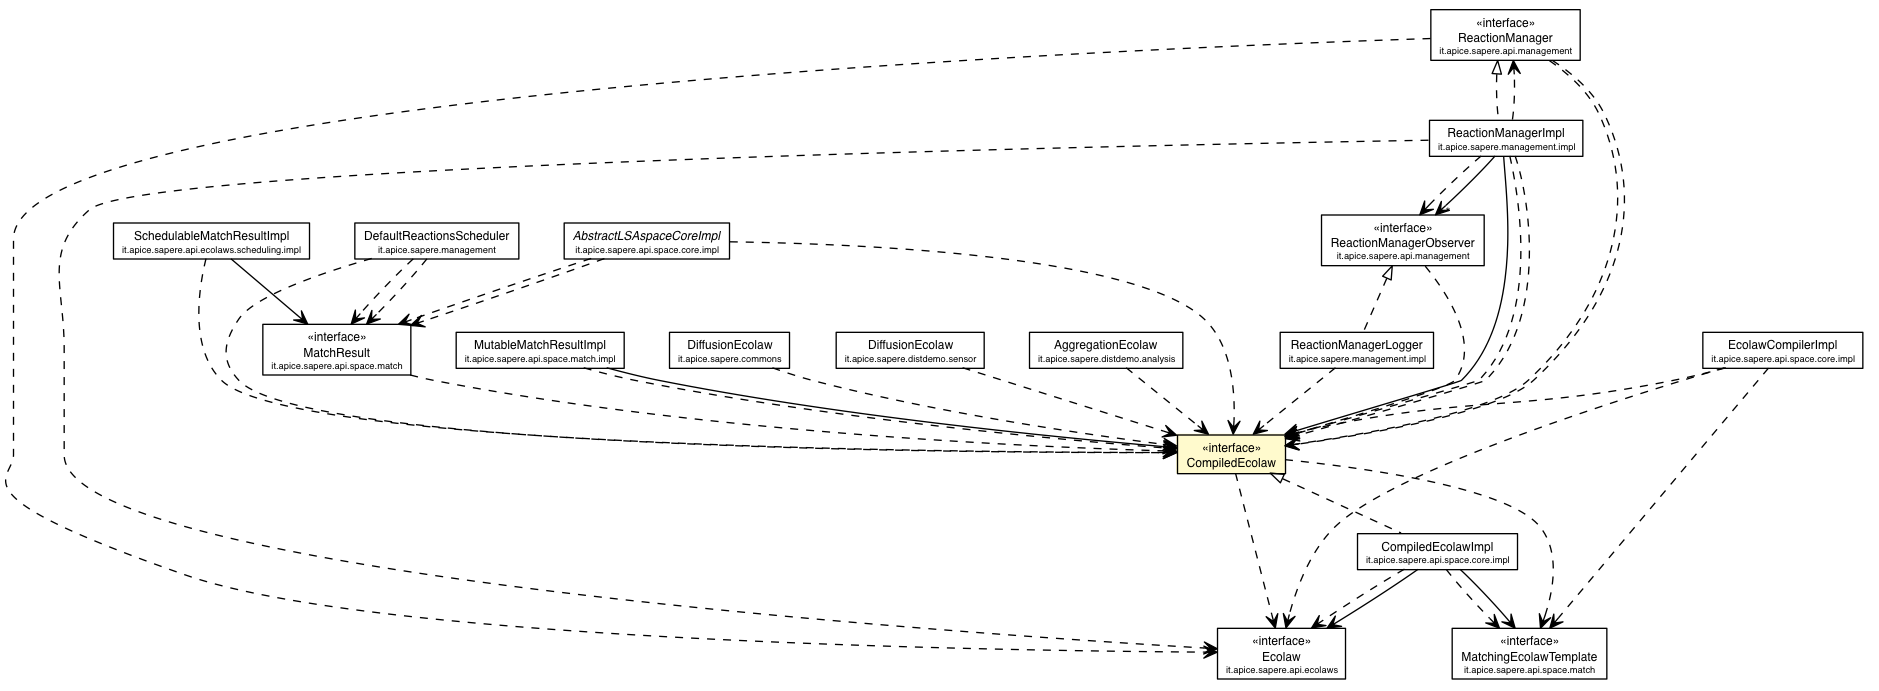 «interface»
ReactionManager
it.apice.sapere.api.management
ReactionManagerImpl
it.apice.sapere.management.impl
SchedulableMatchResultImpl
it.apice.sapere.api.ecolaws.scheduling.impl
DefaultReactionsScheduler
it.apice.sapere.management
AbstractLSAspaceCoreImpl
it.apice.sapere.api.space.core.impl
«interface»
ReactionManagerObserver
it.apice.sapere.api.management
«interface»
MatchResult
it.apice.sapere.api.space.match
MutableMatchResultImpl
it.apice.sapere.api.space.match.impl
DiffusionEcolaw
it.apice.sapere.commons
DiffusionEcolaw
it.apice.sapere.distdemo.sensor
AggregationEcolaw
it.apice.sapere.distdemo.analysis
ReactionManagerLogger
it.apice.sapere.management.impl
EcolawCompilerImpl
it.apice.sapere.api.space.core.impl
«interface»
CompiledEcolaw
CompiledEcolawImpl
it.apice.sapere.api.space.core.impl
«interface»
Ecolaw
it.apice.sapere.api.ecolaws
«interface»
MatchingEcolawTemplate
it.apice.sapere.api.space.match